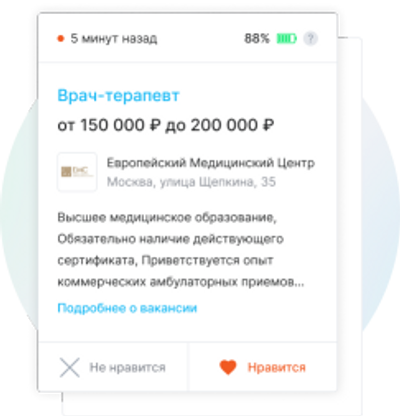 5 минут назад
88%
?
Врач-терапевт
от 150 000 ₽ до 200 000 ₽
EMC
Европейский Медицинский Центр
Москва, улица Щепкина, 35
Высшее медицинское образование,
Обязательно наличие действующего
сертификата, Приветствуется опыт
коммерческих амбулаторных приемов...
Подробнее о вакансии
Не нравится
Нравится